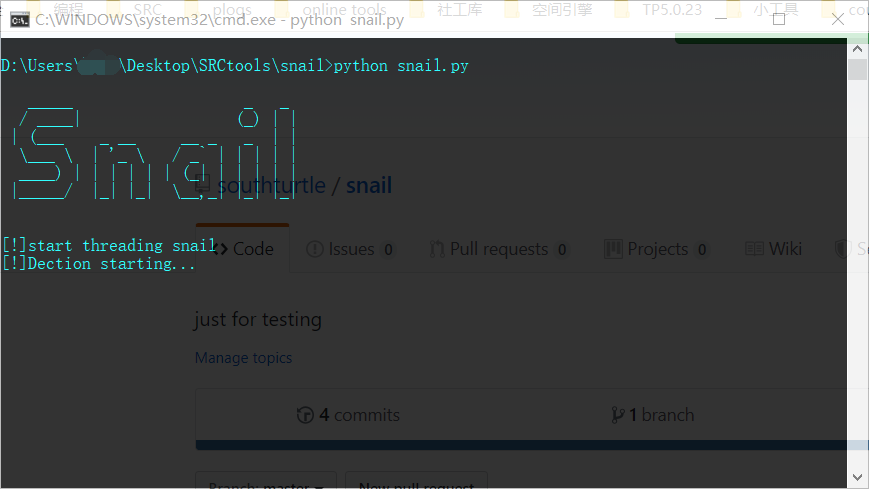 编程 SRC plogs online tools 社工库 空间引擎 TP5.0.23 小工具 con
C:\WINDOWS\system32\cmd.exe - python snail.py
D:\Users\ \Desktop\SRCtools\snail>python snail.py
Snail
southturtle / snail
[!]start threading snail
Code Issues 0 Pull requests 0 Projects 0 Wiki
[!]Dection starting...
just for testing
Manage topics
4 commits 1 branch
Branch: master New pull request